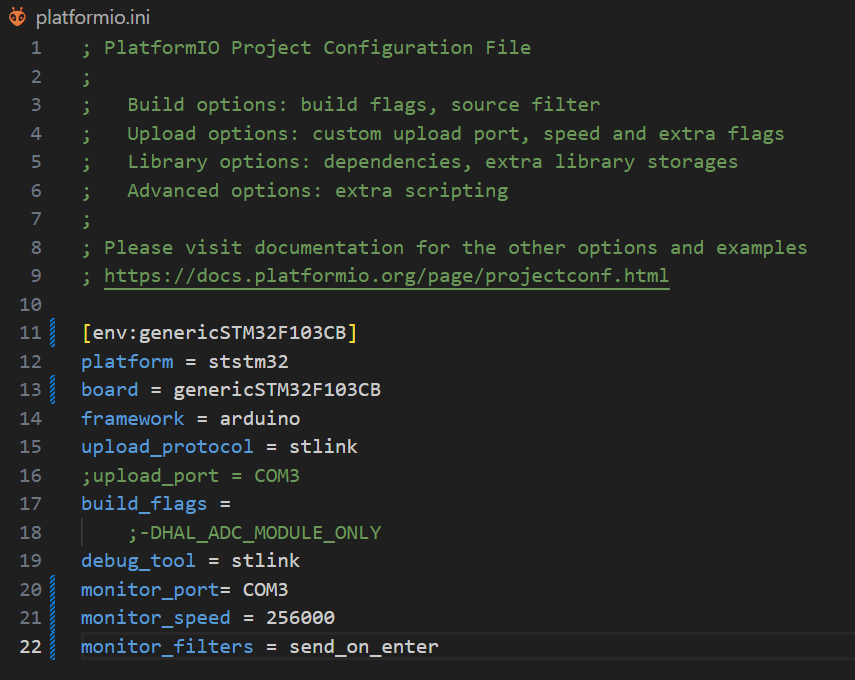 platformio.ini
1 ; PlatformIO Project Configuration File
2 ;
3 ;   Build options: build flags, source filter
4 ;   Upload options: custom upload port, speed and extra flags
5 ;   Library options: dependencies, extra library storages
6 ;   Advanced options: extra scripting
7 ;
8 ; Please visit documentation for the other options and examples
9 ; https://docs.platformio.org/page/projectconf.html
10
11 [env:genericSTM32F103CB]
12 platform = ststm32
13 board = genericSTM32F103CB
14 framework = arduino
15 upload_protocol = stlink
16 ;upload_port = COM3
17 build_flags =
18     ;-DHAL_ADC_MODULE_ONLY
19 debug_tool = stlink
20 monitor_port= COM3
21 monitor_speed = 256000
22 monitor_filters = send_on_enter